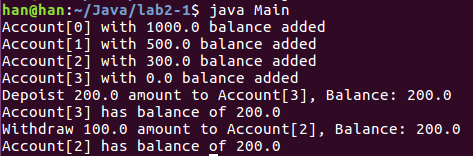 han@han:~/Java/lab2-1$ java Main
Account[0] with 1000.0 balance added
Account[1] with 500.0 balance added
Account[2] with 300.0 balance added
Account[3] with 0.0 balance added
Depoist 200.0 amount to Account[3], Balance: 200.0
Account[3] has balance of 200.0
Withdraw 100.0 amount to Account[2], Balance: 200.0
Account[2] has balance of 200.0